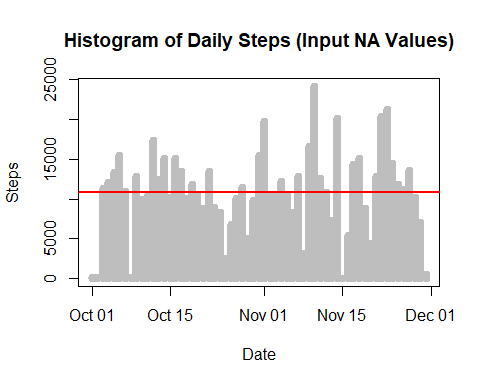 Histogram of Daily Steps (Input NA Values)
25000
15000
5000
0
Steps
Oct 01 Oct 15 Nov 01 Nov 15 Dec 01
Date